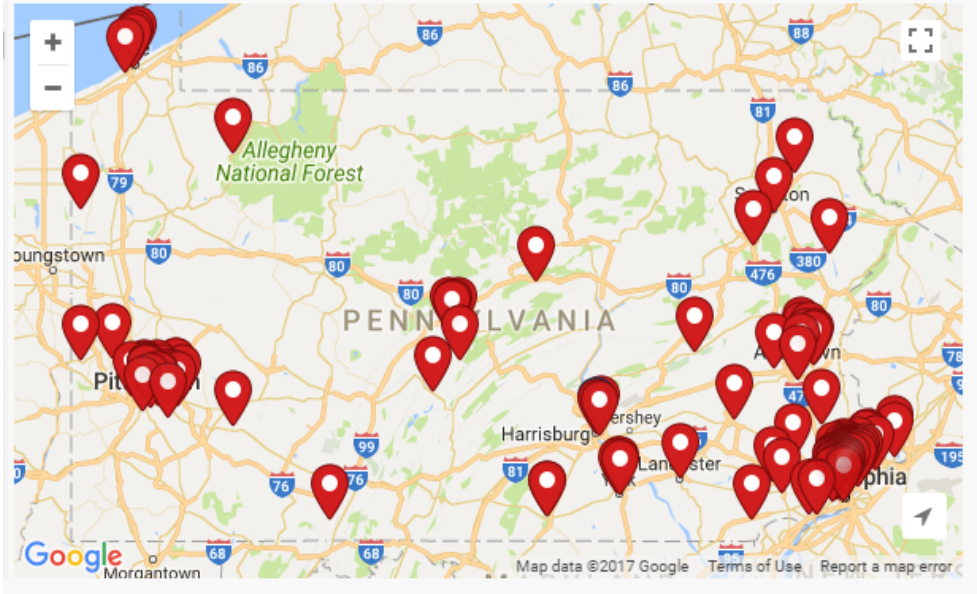 86
88
86
86
81
Allegheny
National Forest
79
80
oungstown
80
80
380
476
80
80
PENN
LVANIA
78
Pit
47
ershey
Harrisburg
99
76
76
81
Lancaster
195
phia
Google
68
68
Morgantown
Map data ©2017 Google
Terms of Use
Report a map error